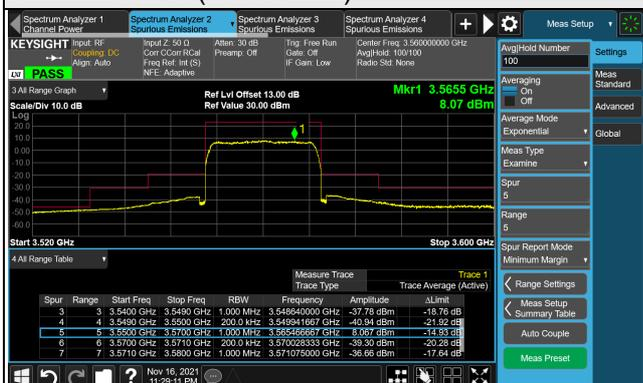 Spectrum Analyzer 1
Channel Power
Spectrum Analyzer 2
Spurious Emissions
Spectrum Analyzer 3
Spurious Emissions
Spectrum Analyzer 4
Spurious Emissions
Meas Setup
KEYSIGHT
Input: RF
Coupling: DC
Align: Auto
Input Z: 50 Ω
Corr CCorr RCal
Freq Ref: Int (S)
NFE: Adaptive
Atten: 30 dB
Preamp: Off
Trig: Free Run
Gate: Off
IF Gain: Low
Center Freq: 3.560000000 GHz
Avg|Hold: 100/100
Radio Std: None
LXI PASS
3 All Range Graph
Scale/Div 10.0 dB
Ref Lvl Offset 13.00 dB
Ref Value 30.00 dBm
Mkr1 3.5655 GHz
8.07 dBm
Log
20.0
10.0
0.00
-10.0
-20.0
-30.0
-40.0
-50.0
-60.0
1
Start 3.520 GHz
Stop 3.600 GHz
4 All Range Table
Measure Trace Trace 1
Trace Type Trace Average (Active)
Spur Range Start Freq Stop Freq RBW Frequency Amplitude ΔLimit
3 3 3.5400 GHz 3.5490 GHz 1.000 MHz 3.548640000 GHz -37.78 dBm -18.76 dB
4 4 3.5490 GHz 3.5500 GHz 200.0 kHz 3.549941667 GHz -40.94 dBm -21.92 dB
5 5 3.5500 GHz 3.5700 GHz 1.000 MHz 3.565466667 GHz 8.067 dBm -14.93 dB
6 6 3.5700 GHz 3.5710 GHz 200.0 kHz 3.570028333 GHz -39.30 dBm -20.28 dB
7 7 3.5710 GHz 3.5800 GHz 1.000 MHz 3.571075000 GHz -36.66 dBm -17.64 dB
Nov 16, 2021
11:29:11 PM
Avg|Hold Number
100
Averaging
On
Off
Average Mode
Exponential
Meas Type
Examine
Spur
5
Range
5
Spur Report Mode
Minimum Margin
Range Settings
Meas Setup
Summary Table
Auto Couple
Meas Preset
Settings
Meas
Standard
Advanced
Global